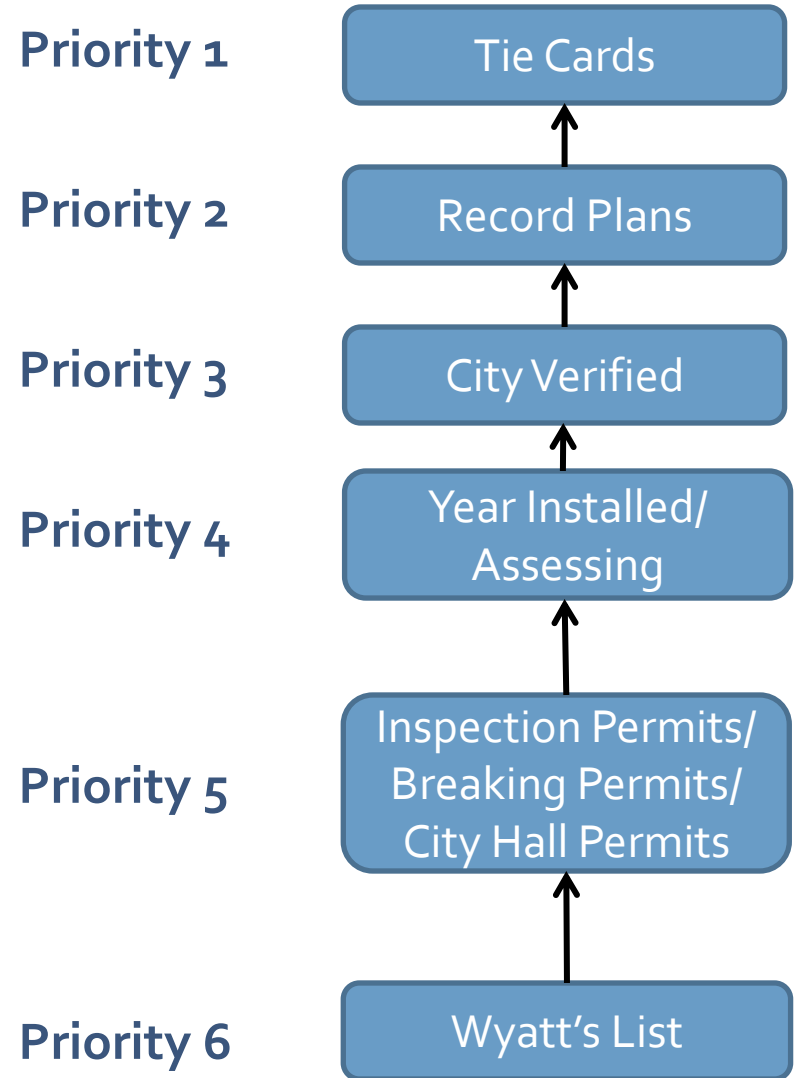 Priority 1
Tie Cards
Priority 2
Record Plans
Priority 3
City Verified
Priority 4
Year Installed/
Assessing
Priority 5
Inspection Permits/
Breaking Permits/
City Hall Permits
Priority 6
Wyatt’s List